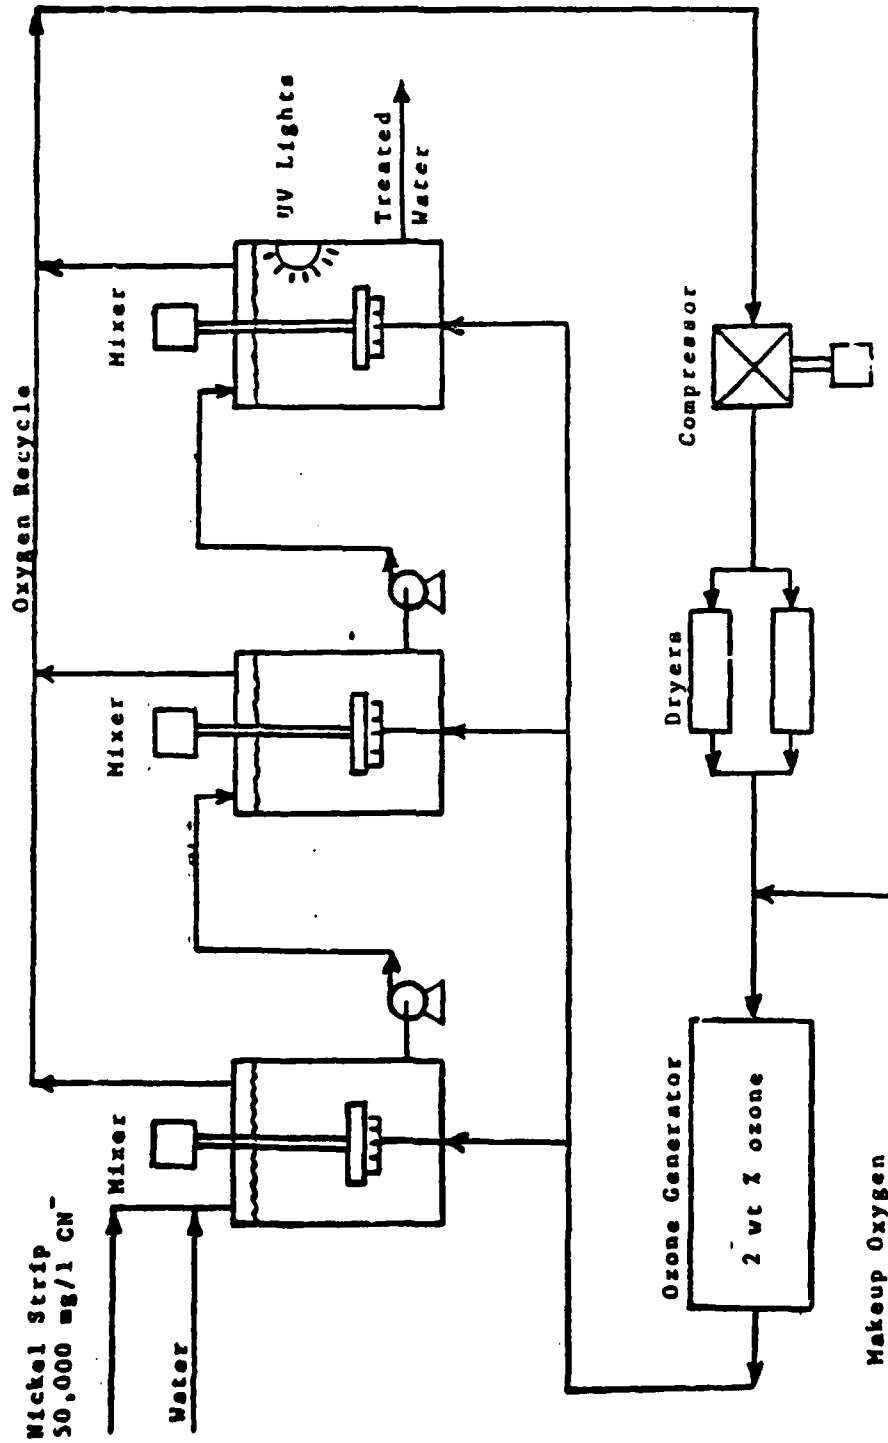 Oxygen Recycle
Nickel Strip
50,000 mg/l CN⁻
Water
Mixer
Mixer
Mixer
UV Lights
Treated
Water
Compressor
Dryers
Ozone Generator
2 wt % ozone
Makeup Oxygen